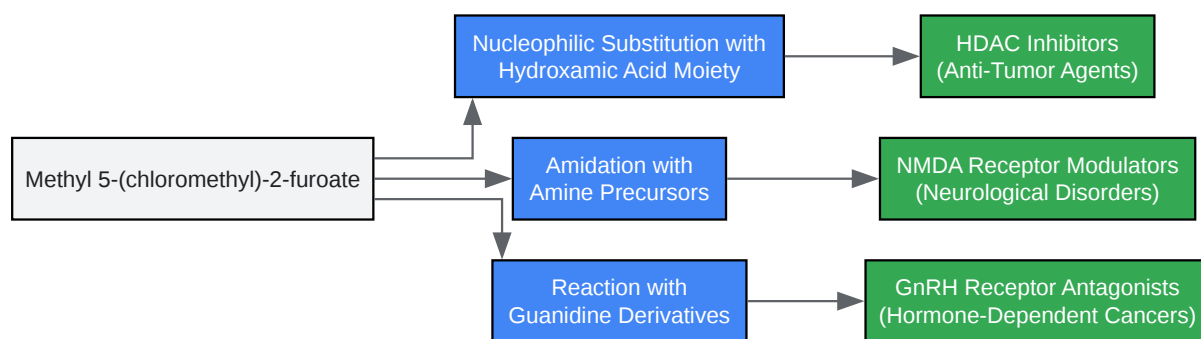 Nucleophilic Substitution with
Hydroxamic Acid Moiety
HDAC Inhibitors
(Anti-Tumor Agents)
Methyl 5-(chloromethyl)-2-furoate
Amidation with
Amine Precursors
NMDA Receptor Modulators
(Neurological Disorders)
Reaction with
Guanidine Derivatives
GnRH Receptor Antagonists
(Hormone-Dependent Cancers)